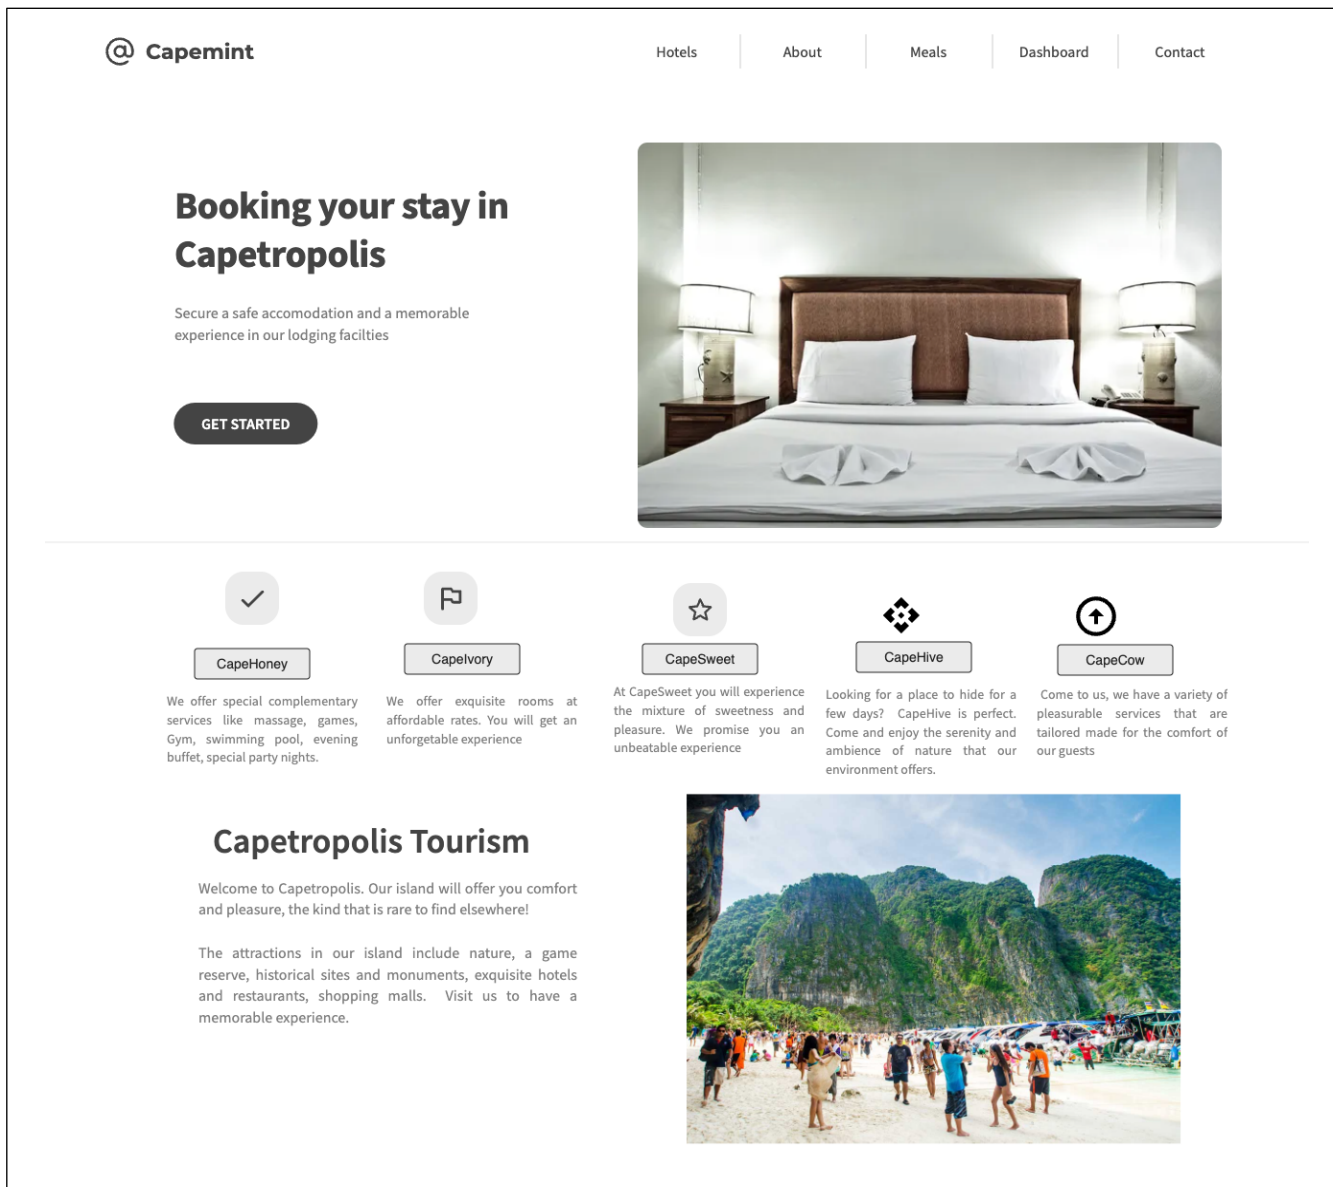 @ Capemint
Hotels
About
Meals
Dashboard
Contact
Booking your stay in
Capetropolis
Secure a safe accomodation and a memorable
experience in our lodging facilties
GET STARTED
CapeHoney
We offer special complementary
services like massage, games,
Gym, swimming pool, evening
buffet, special party nights.
CapeIvory
We offer exquisite rooms at
affordable rates. You will get an
unforgetable experience
CapeSweet
At CapeSweet you will experience
the mixture of sweetness and
pleasure. We promise you an
unbeatable experience
CapeHive
Looking for a place to hide for a
few days? CapeHive is perfect.
Come and enjoy the serenity and
ambience of nature that our
environment offers.
CapeCow
Come to us, we have a variety of
pleasurable services that are
tailored made for the comfort of
our guests
Capetropolis Tourism
Welcome to Capetropolis. Our island will offer you comfort
and pleasure, the kind that is rare to find elsewhere!
The attractions in our island include nature, a game
reserve, historical sites and monuments, exquisite hotels
and restaurants, shopping malls. Visit us to have a
memorable experience.